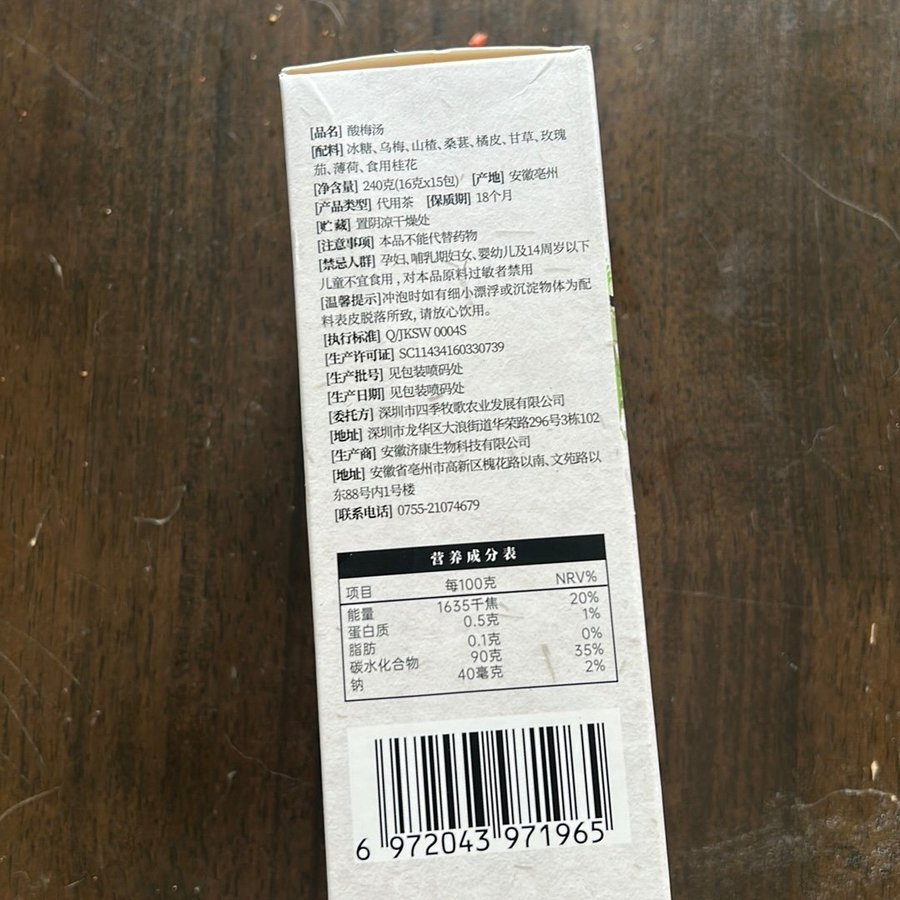 [品名] 酸梅汤
[配料] 冰糖、乌梅、山楂、桑葚、橘皮、甘草、玫瑰
茄、薄荷、食用桂花
[净含量] 240克(16克x15包) [产地] 安徽亳州
[产品类型] 代用茶 [保质期] 18个月
[贮藏] 置阴凉干燥处
[注意事项] 本品不能代替药物
[禁忌人群] 孕妇、哺乳期妇女、婴幼儿及14周岁以下
儿童不宜食用，对本品原料过敏者禁用
[温馨提示]冲泡时如有细小漂浮或沉淀物体为配
料表皮脱落所致，请放心饮用。
[执行标准] Q/JKSW 0004S
[生产许可证] SC11434160330739
[生产批号] 见包装喷码处
[生产日期] 见包装喷码处
[委托方] 深圳市四季牧歌农业发展有限公司
[地址] 深圳市龙华区大浪街道华荣路296号3栋102
[生产商] 安徽济康生物科技有限公司
[地址] 安徽省亳州市高新区槐花路以南、文苑路以
东88号内1号楼
[联系电话] 0755-21074679
营养成分表
项目 每100克 NRV%
能量 1635千焦 20%
蛋白质 0.5克 1%
脂肪 0.1克 0%
碳水化合物 90克 35%
钠 40毫克 2%
6 972043 971965